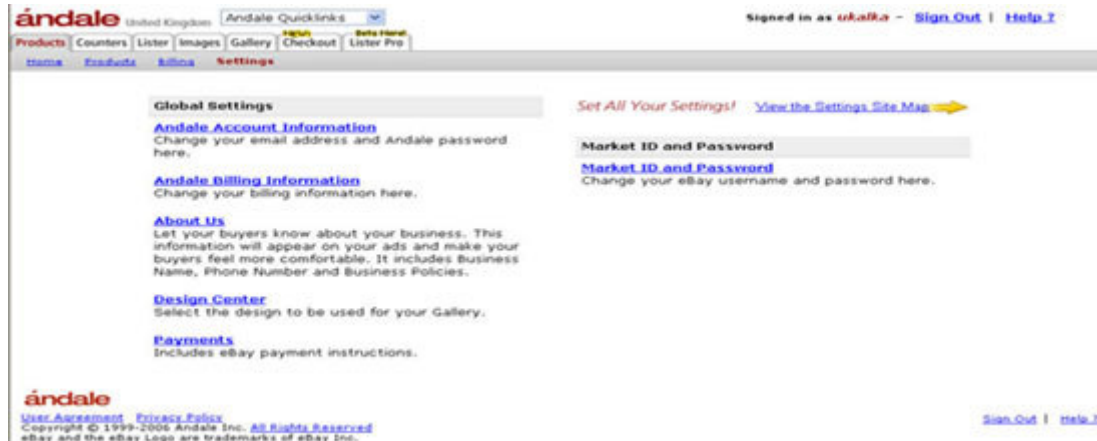 ándale United Kingdom Andale Quicklinks Signed in as ukalka - Sign Out | Help ?
Products Counters Lister Images Gallery Checkout Lister Pro
Beta Here!
Home Products Billing Settings
Global Settings
Andale Account Information
Change your email address and Andale password
here.
Andale Billing Information
Change your billing information here.
About Us
Let your buyers know about your business. This
information will appear on your ads and make your
buyers feel more comfortable. It includes Business
Name, Phone Number and Business Policies.
Design Center
Select the design to be used for your Gallery.
Payments
Includes eBay payment instructions.
Set All Your Settings! View the Settings Site Map
Market ID and Password
Market ID and Password
Change your eBay username and password here.
ándale
User Agreement Privacy Policy
Copyright © 1999-2006 Andale Inc. All Rights Reserved
eBay and the eBay Logo are trademarks of eBay Inc.
Sign Out | Help ?